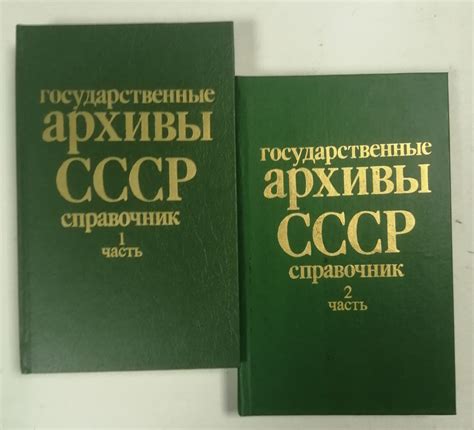 государственные
архивы
СССР
справочник
1
часть
государственные
архивы
СССР
справочник
2
часть